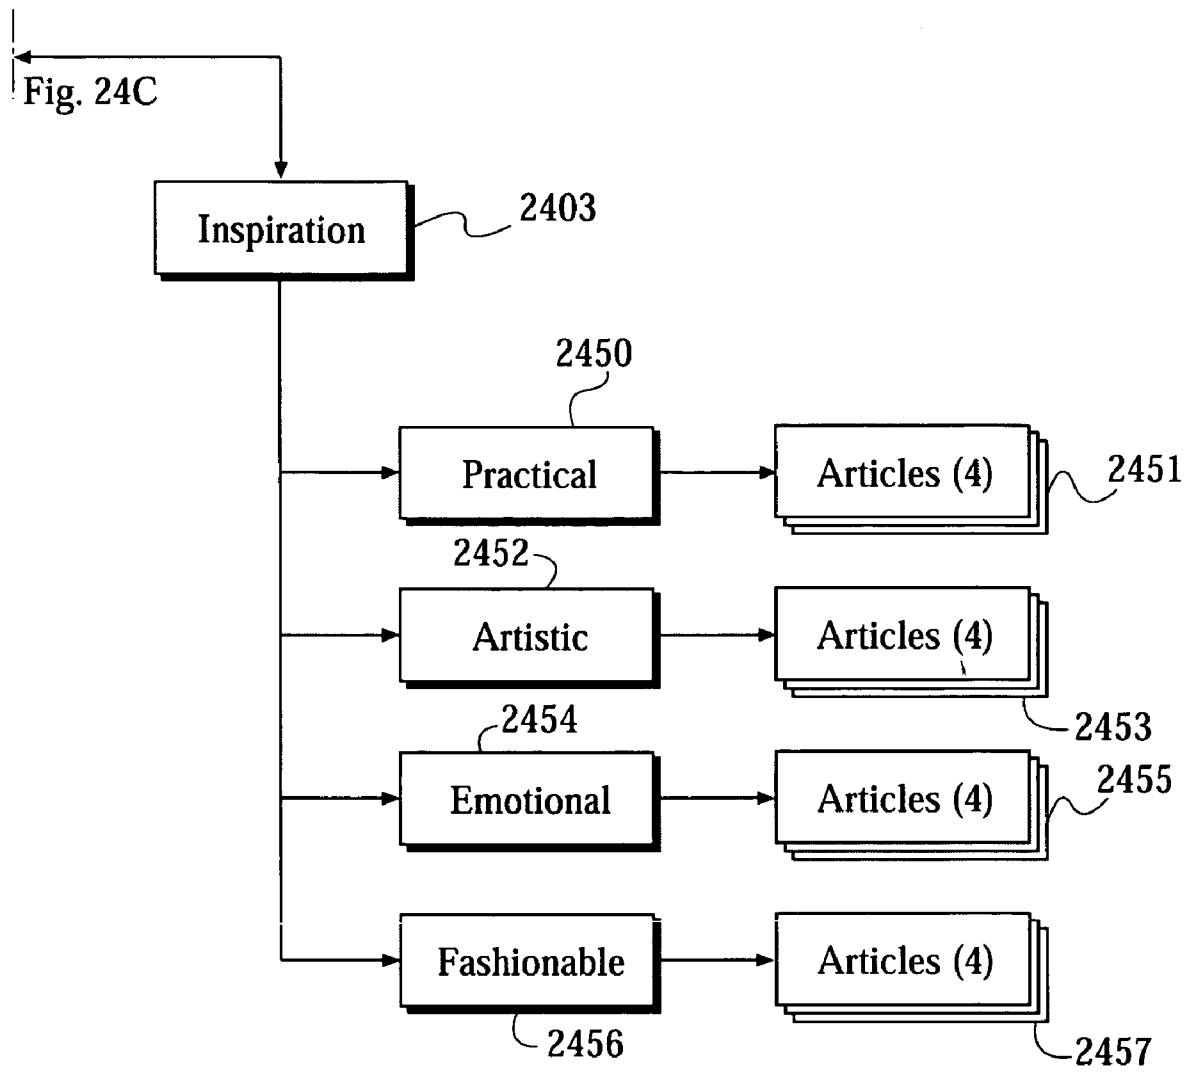 Fig. 24C
Inspiration
2403
2450
Practical
Articles (4)
2451
2452
Artistic
Articles (4)
2453
2454
Emotional
Articles (4)
2455
Fashionable
Articles (4)
2456
2457